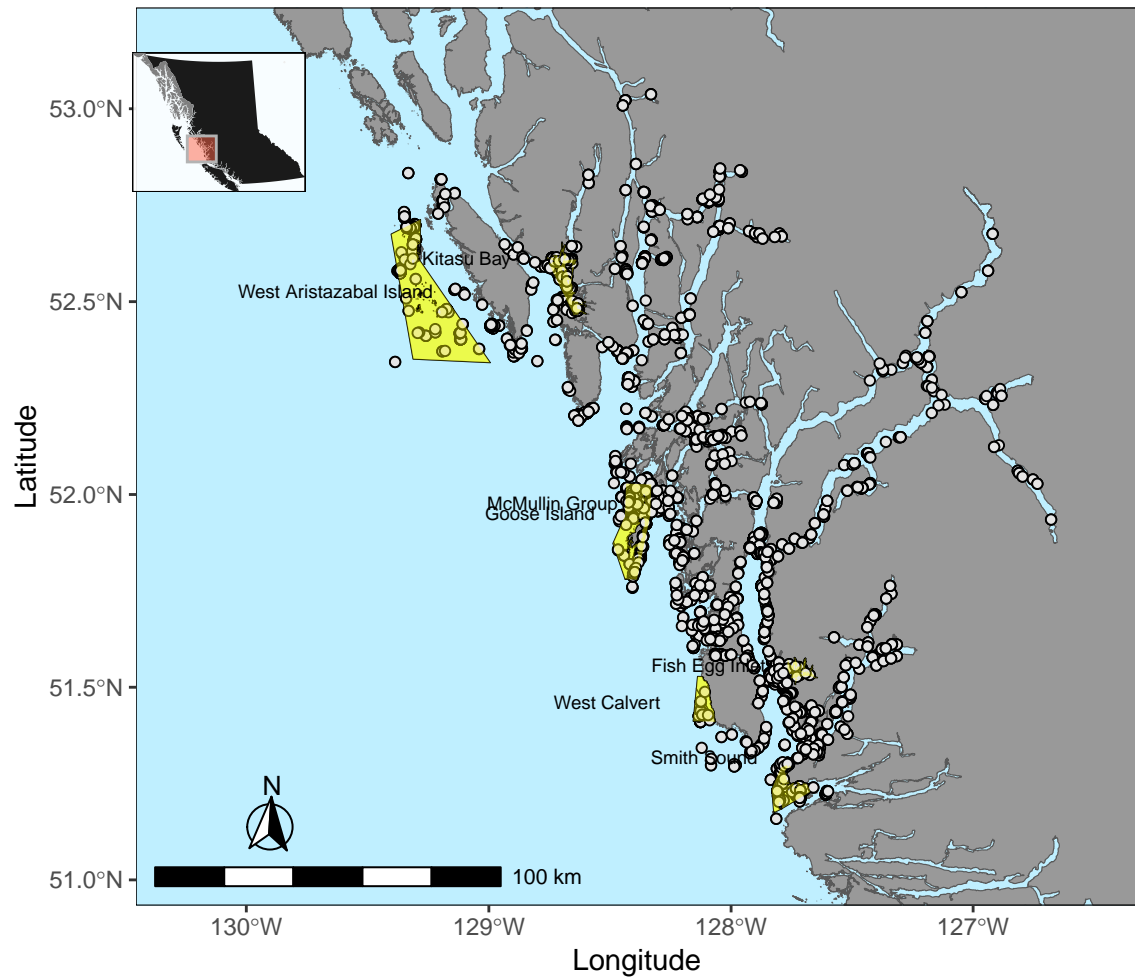 53.0°N
Kitasu Bay
West Aristazabal Island
52.5°N
52.0°N
McMullin Group
Goose Island
Fish Egg Inlet
51.5°N
West Calvert
Smith Sound
N
100 km
51.0°N
130°W
129°W
128°W
127°W
Longitude
Latitude